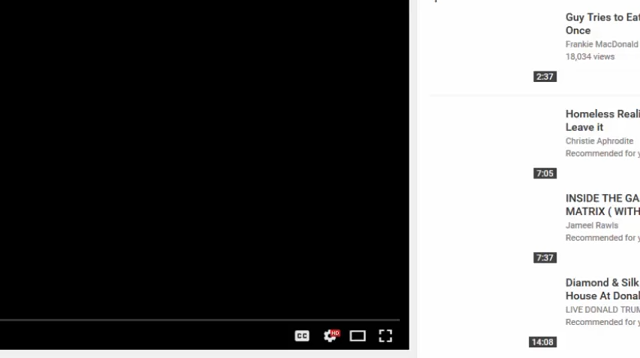 Guy Tries to Eat
Once
Frankie MacDonald
18,034 views
2:37
Homeless Reali
Leave it
Christie Aphrodite
Recommended for y
7:05
INSIDE THE GA
MATRIX ( WITH
Jameel Rawls
Recommended for y
7:37
Diamond & Silk
House At Donal
LIVE DONALD TRUM
Recommended for y
14:08
CC
HD